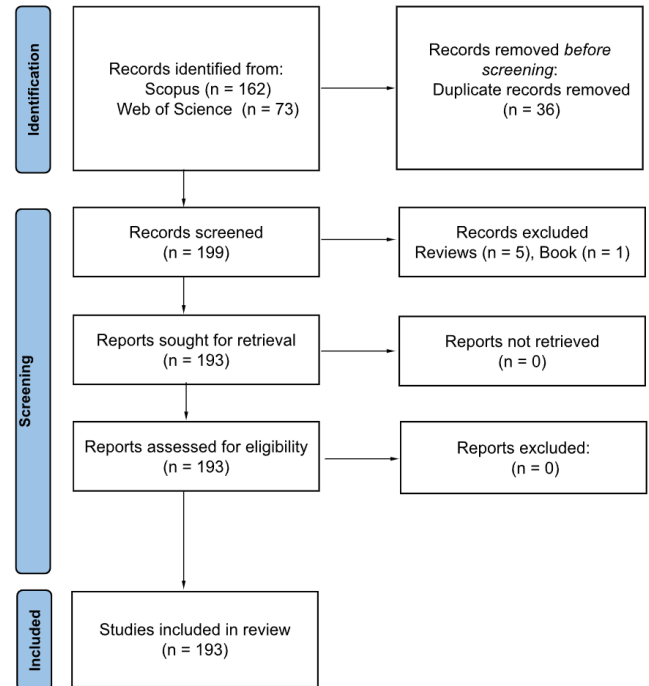 Identification
Records identified from:
Scopus (n = 162)
Web of Science (n = 73)
Records removed before
screening:
Duplicate records removed
(n = 36)
Screening
Records screened
(n = 199)
Records excluded
Reviews (n = 5), Book (n = 1)
Reports sought for retrieval
(n = 193)
Reports not retrieved
(n = 0)
Reports assessed for eligibility
(n = 193)
Reports excluded:
(n = 0)
Included
Studies included in review
(n = 193)